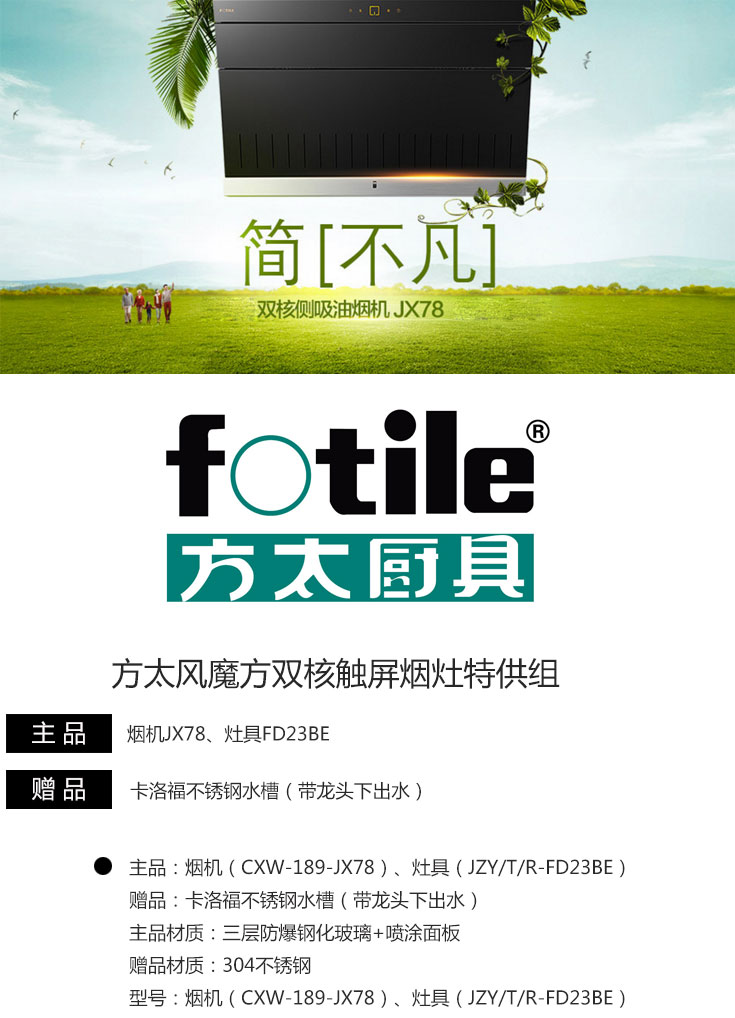 简[不凡]
双核侧吸油烟机 JX78
fotile®
方太厨具
方太风魔方双核触屏烟灶特供组
主品
烟机JX78、灶具FD23BE
赠品
卡洛福不锈钢水槽（带龙头下出水）
主品：烟机（CXW-189-JX78）、灶具（JZY/T/R-FD23BE）
赠品：卡洛福不锈钢水槽（带龙头下出水）
主品材质：三层防爆钢化玻璃+喷涂面板
赠品材质：304不锈钢
型号：烟机（CXW-189-JX78）、灶具（JZY/T/R-FD23BE）